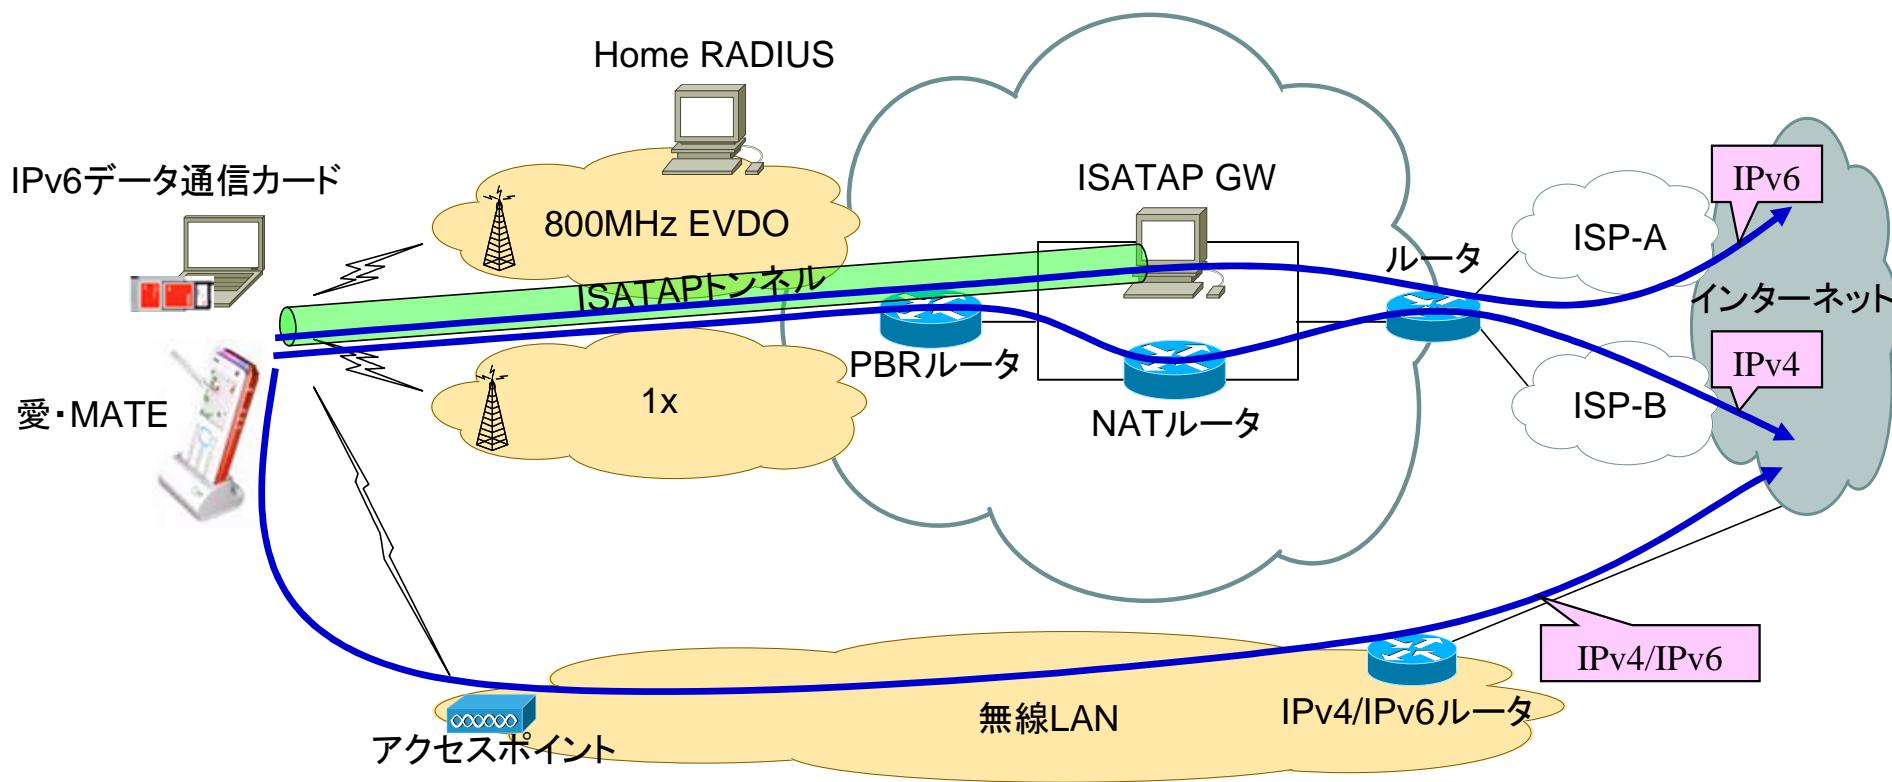 Home RADIUS
IPv6データ通信カード
800MHz EVDO
ISATAP GW
IPv6
ISP-A
ルータ
ISATAPトンネル
インターネット
PBRルータ
IPv4
愛・MATE
1x
NATルータ
ISP-B
IPv4/IPv6
無線LAN
IPv4/IPv6ルータ
アクセスポイント